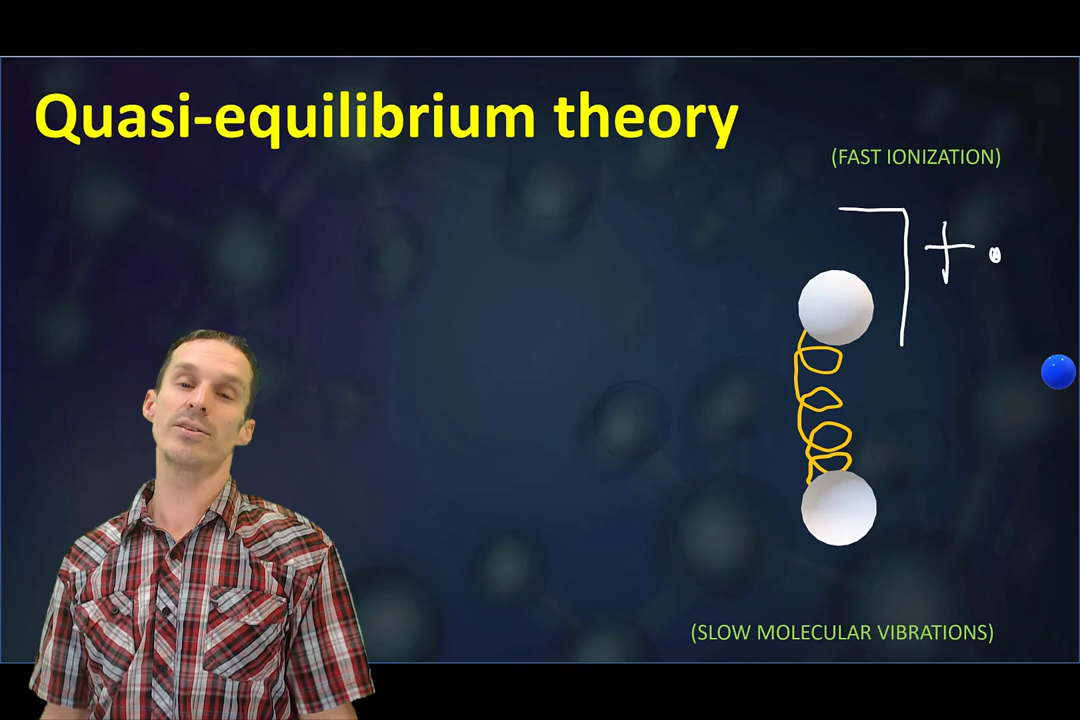 Quasi-equilibrium theory
(FAST IONIZATION)
+•
(SLOW MOLECULAR VIBRATIONS)